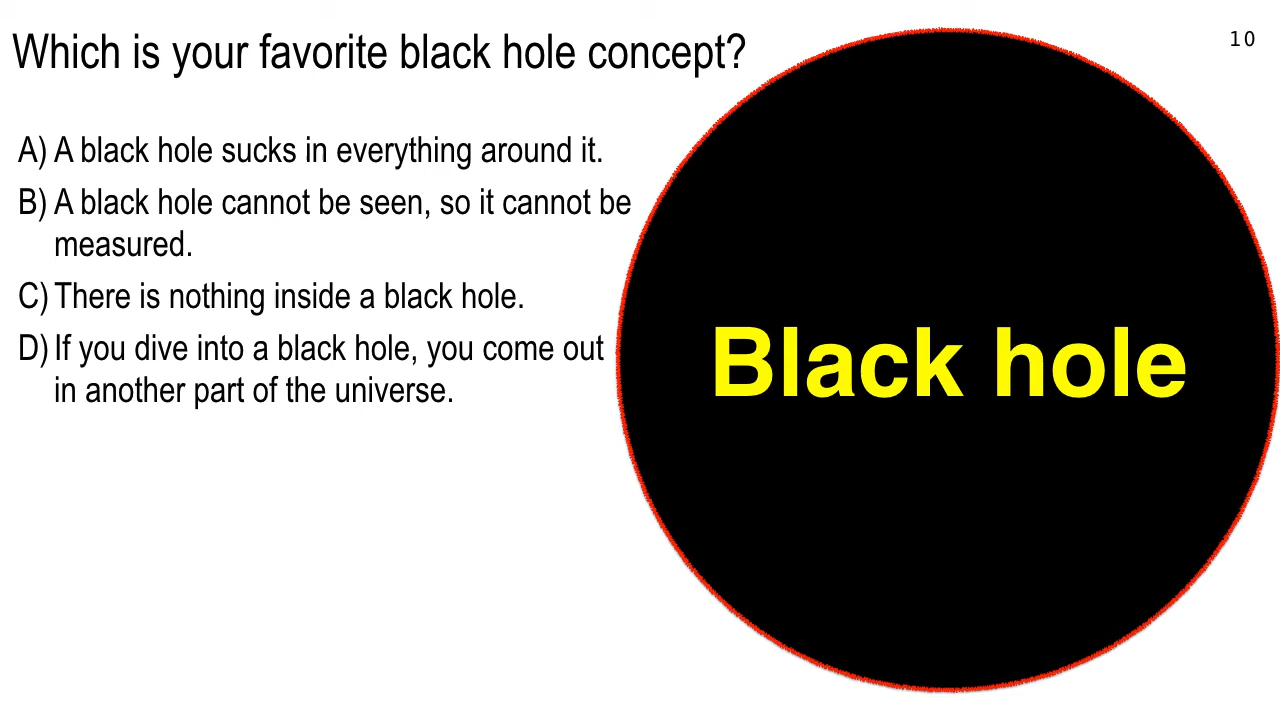 Which is your favorite black hole concept?
10
A) A black hole sucks in everything around it.
B) A black hole cannot be seen, so it cannot be
measured.
C) There is nothing inside a black hole.
D) If you dive into a black hole, you come out
in another part of the universe.
Black hole